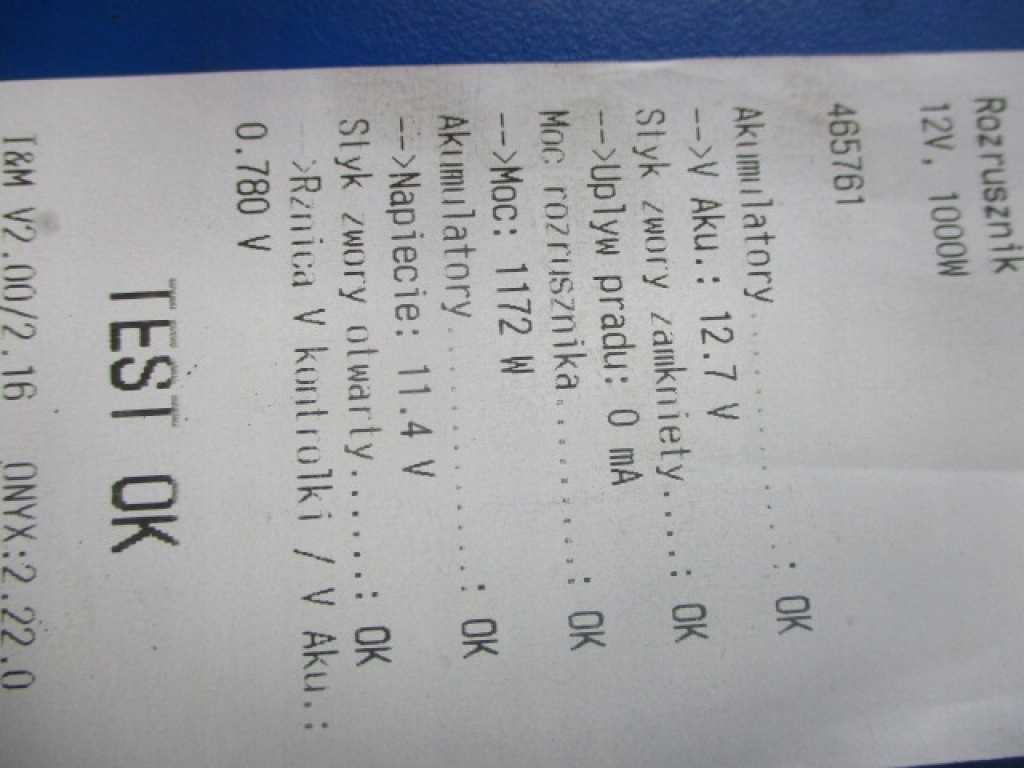 Rozrusznik
12V, 1000W
465761
Akumulatory...........: OK
-->V Aku.: 12.7 V
Styk zwory zamkniety....: OK
-->Uplyw pradu: 0 mA
Moc rozrusznika.........: OK
-->Moc: 1172 W
Akumulatory...........: OK
-->Napiecie: 11.4 V
Styk zwory otwarty......: OK
-->Rznica V kontrolki / V Aku.:
0.780 V
TEST OK
I&M V2.00/2.16 ONYX:2.22.0